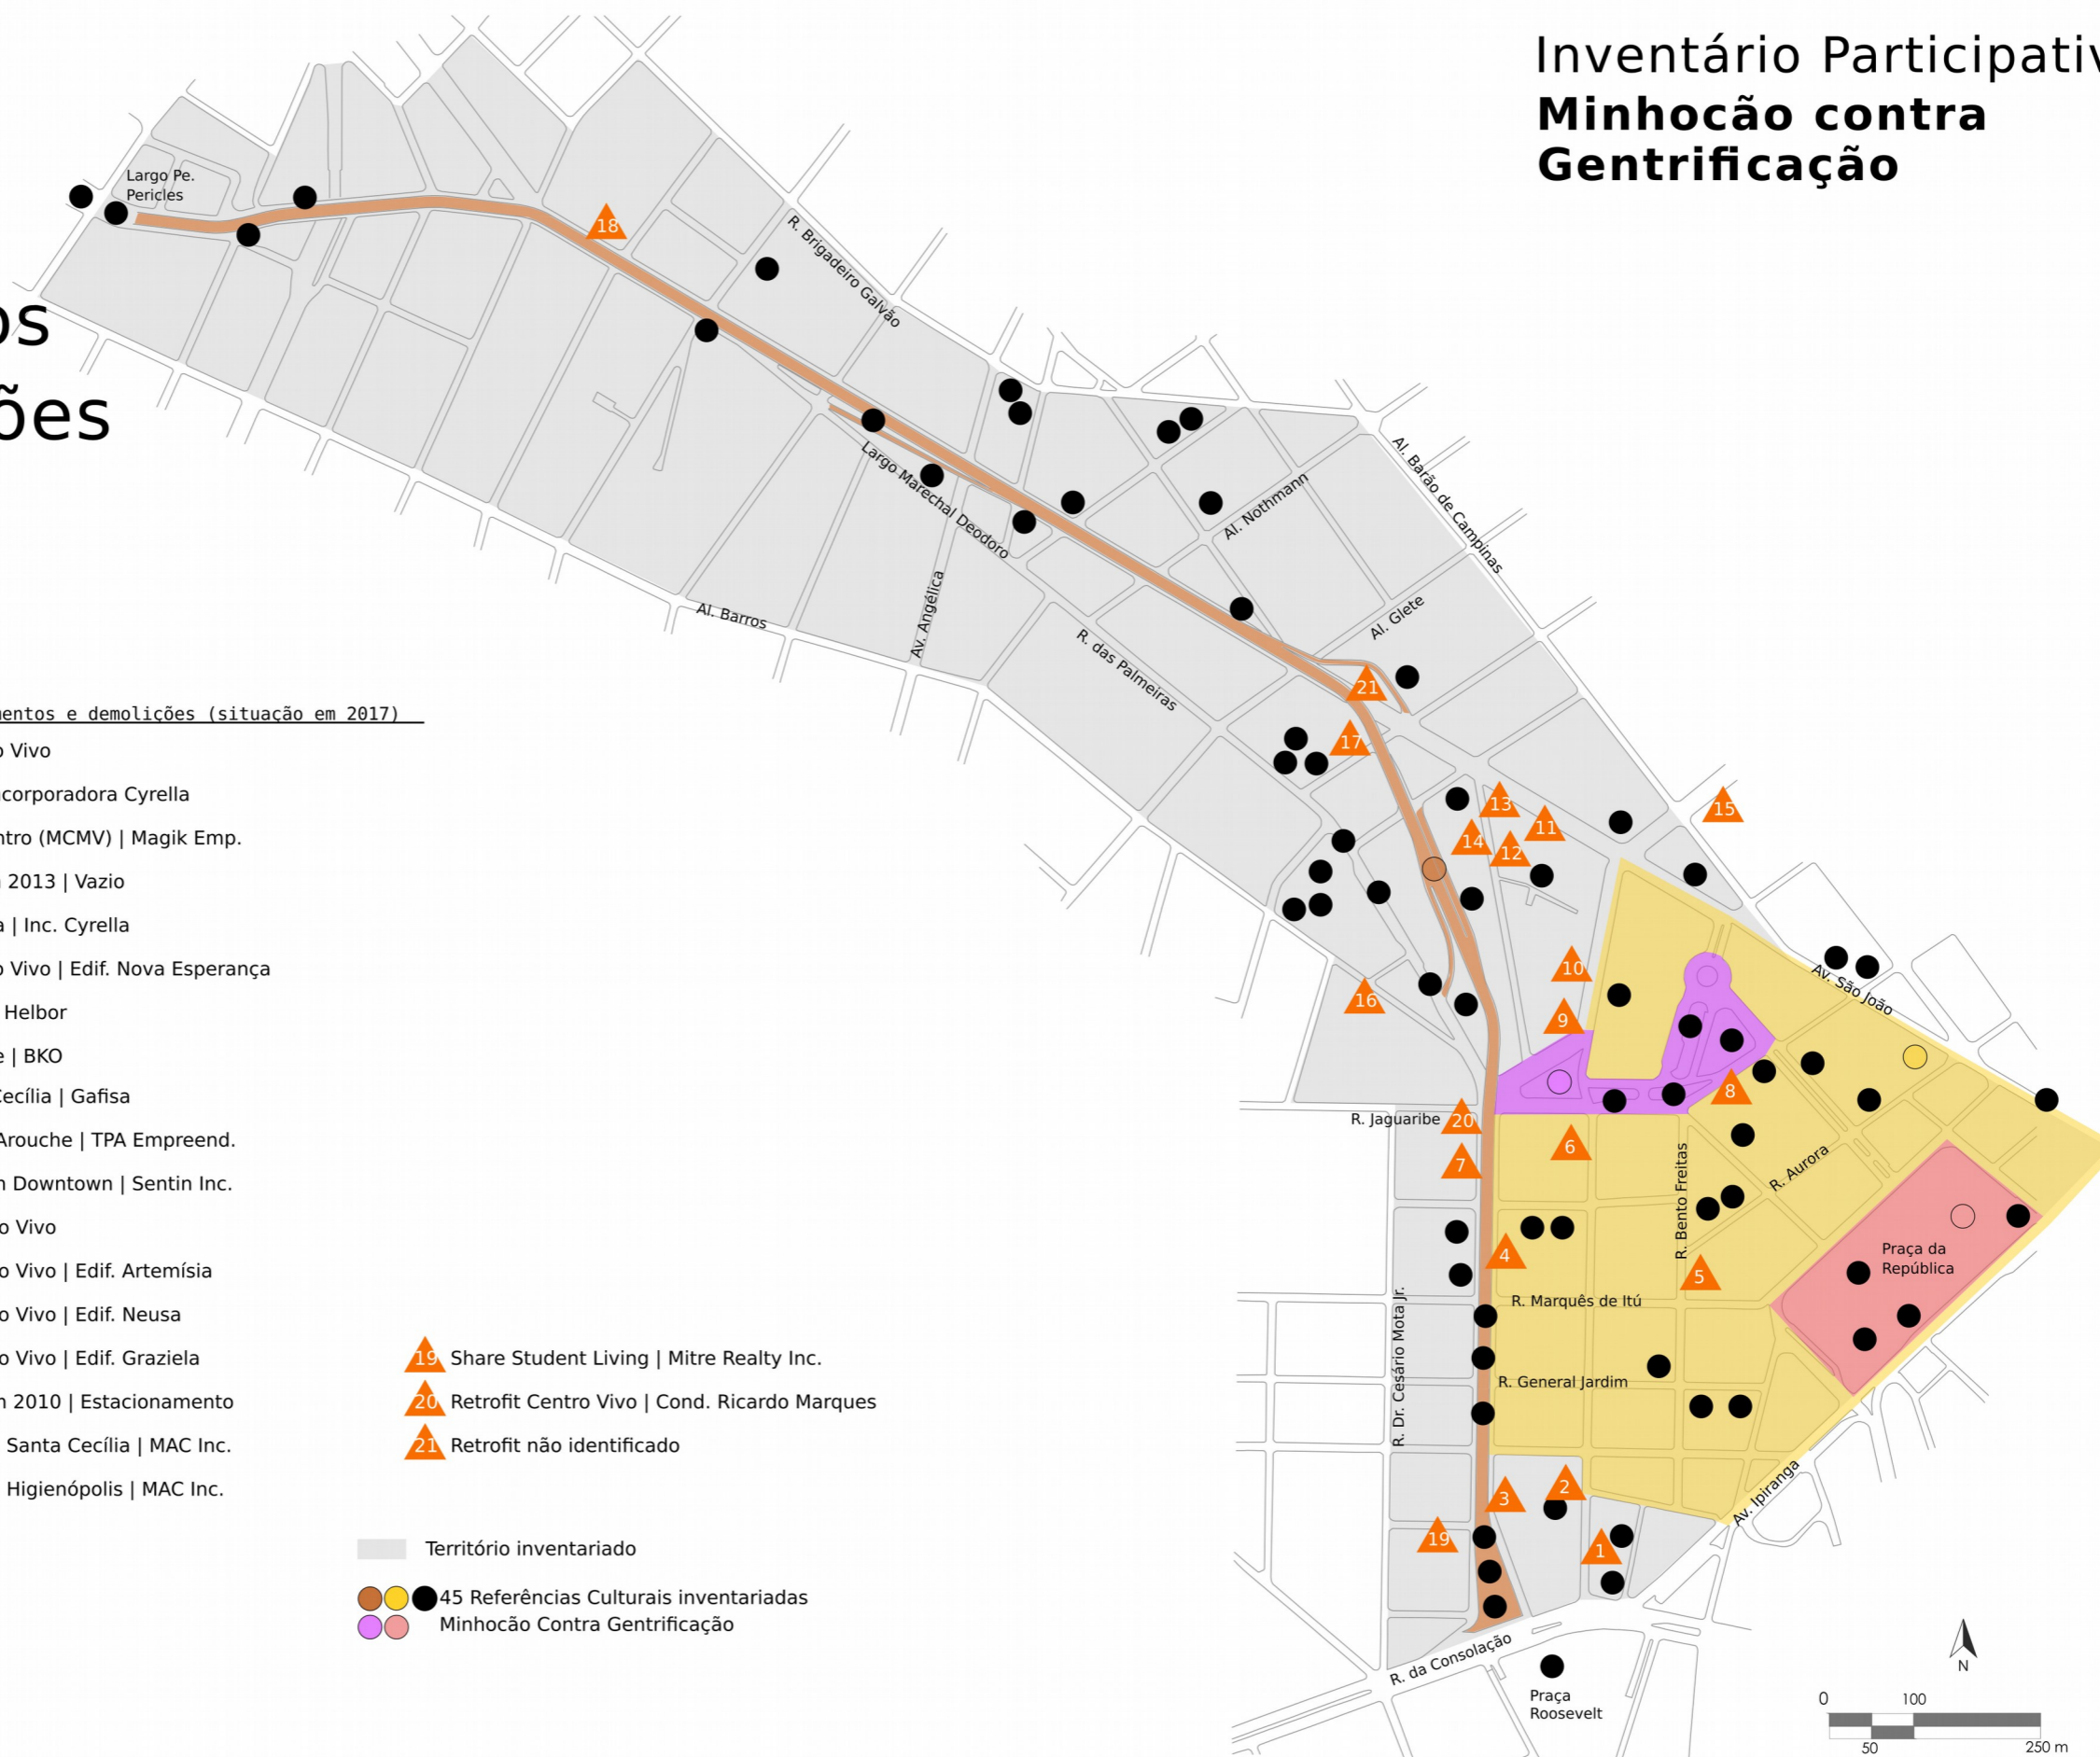 Inventário Participativ
Minhocão contra
Gentrificação
os
ões
Largo Pe.
Pericles
R. Brigadeiro Galvão
Al. Barão de Campinas
Largo Marechal Deodoro
Al. Nothmann
Al. Barros
Av. Angélica
R. das Palmeiras
Al. Glete
Av. São João
R. Jaguaribe
R. Bento Freitas
R. Aurora
Praça da
República
R. Marquês de Itú
R. Dr. Cesário Mota Jr.
R. General Jardim
Av. Ipiranga
R. da Consolação
Praça
Roosevelt
18
21
17
15
13
11
14
12
10
16
9
8
20
6
7
4
5
2
3
19
1
mentos e demolições (situação em 2017)
o Vivo
ncorporadora Cyrella
ntro (MCMV) | Magik Emp.
2013 | Vazio
a | Inc. Cyrella
o Vivo | Edif. Nova Esperança
Helbor
e | BKO
Cecília | Gafisa
Arouche | TPA Empreend.
n Downtown | Sentin Inc.
o Vivo
o Vivo | Edif. Artemísia
o Vivo | Edif. Neusa
o Vivo | Edif. Graziela
m 2010 | Estacionamento
Santa Cecília | MAC Inc.
Higienópolis | MAC Inc.
19 Share Student Living | Mitre Realty Inc.
20 Retrofit Centro Vivo | Cond. Ricardo Marques
21 Retrofit não identificado
Território inventariado
45 Referências Culturais inventariadas
Minhocão Contra Gentrificação
N
0 100
50 250 m